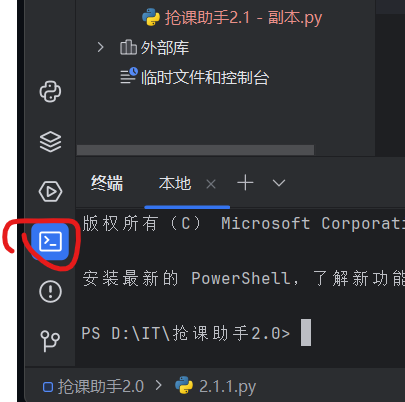 抢课助手2.1 - 副本.py
外部库
临时文件和控制台
终端 本地
版权所有（C） Microsoft Corporati
安装最新的 PowerShell，了解新功能
PS D:\IT\抢课助手2.0>
抢课助手2.0 > 2.1.1.py